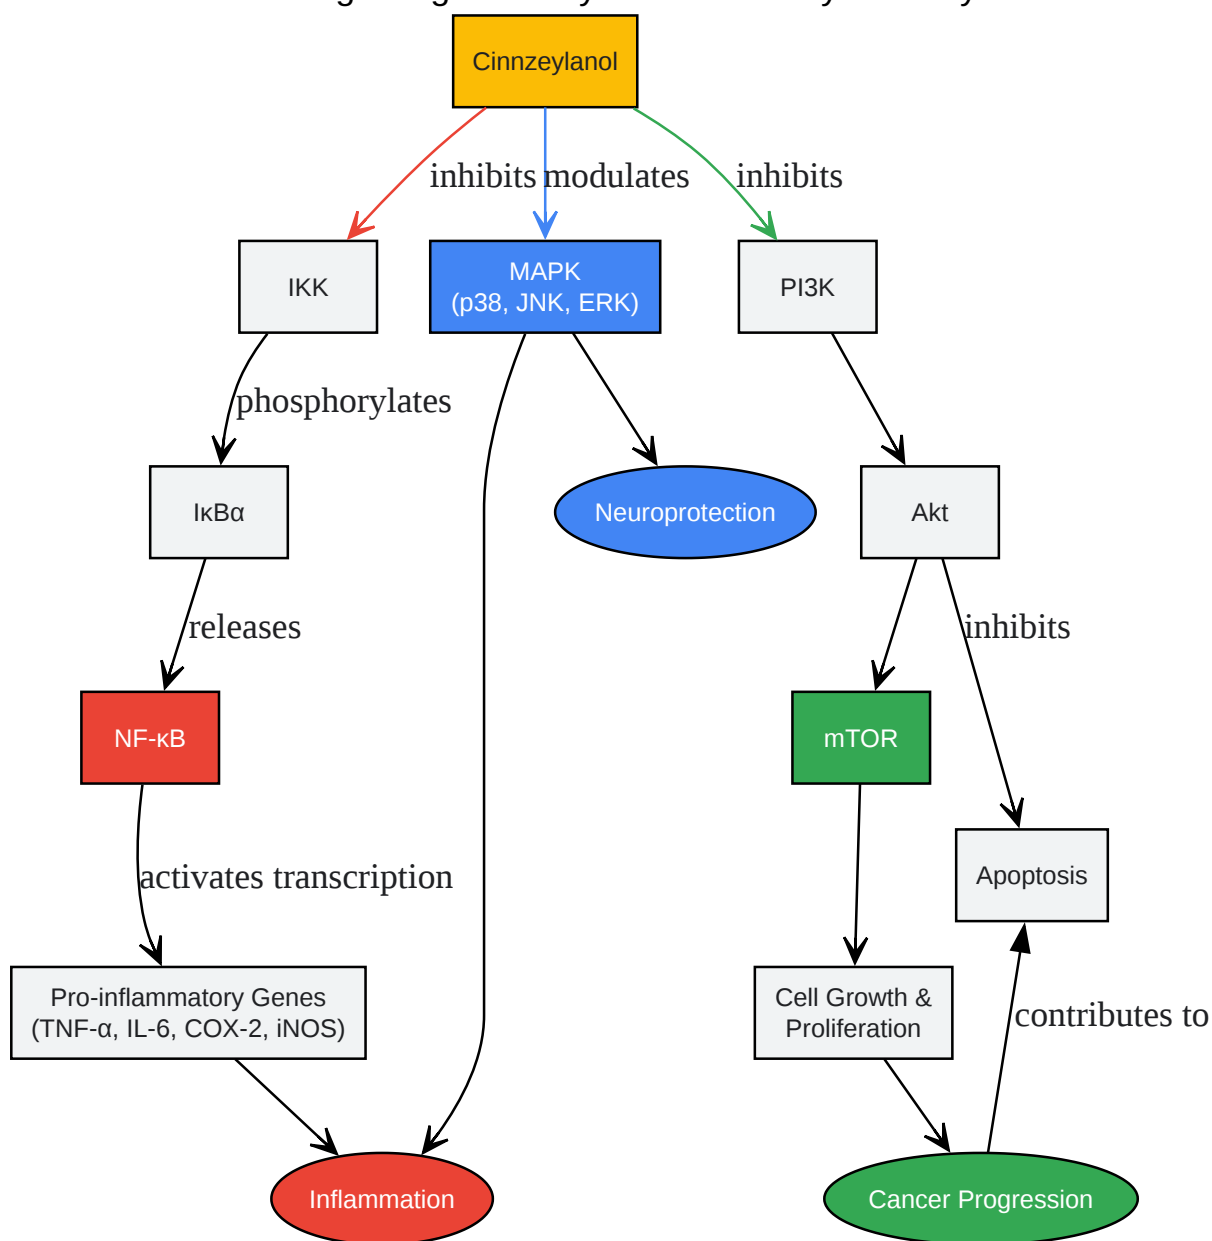 Cinnzeylanol
inhibits
modulates
inhibits
IKK
MAPK
(p38, JNK, ERK)
PI3K
phosphorylates
IκBα
Neuroprotection
Akt
releases
inhibits
NF-κB
mTOR
activates transcription
Apoptosis
Pro-inflammatory Genes
(TNF-α, IL-6, COX-2, iNOS)
Cell Growth &
Proliferation
contributes to
Inflammation
Cancer Progression